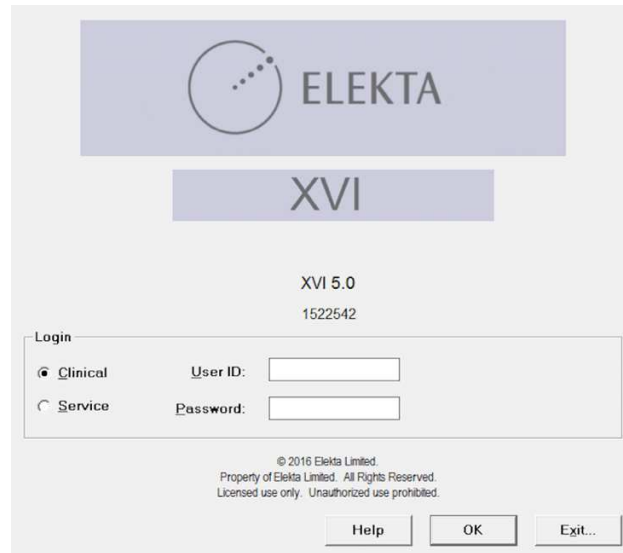 ELEKTA
XVI
XVI 5.0
1522542
Login
Clinical
User ID:
Service
Password:
© 2016 Elekta Limited.
Property of Elekta Limited. All Rights Reserved.
Licensed use only. Unauthorized use prohibited.
Help OK Exit...